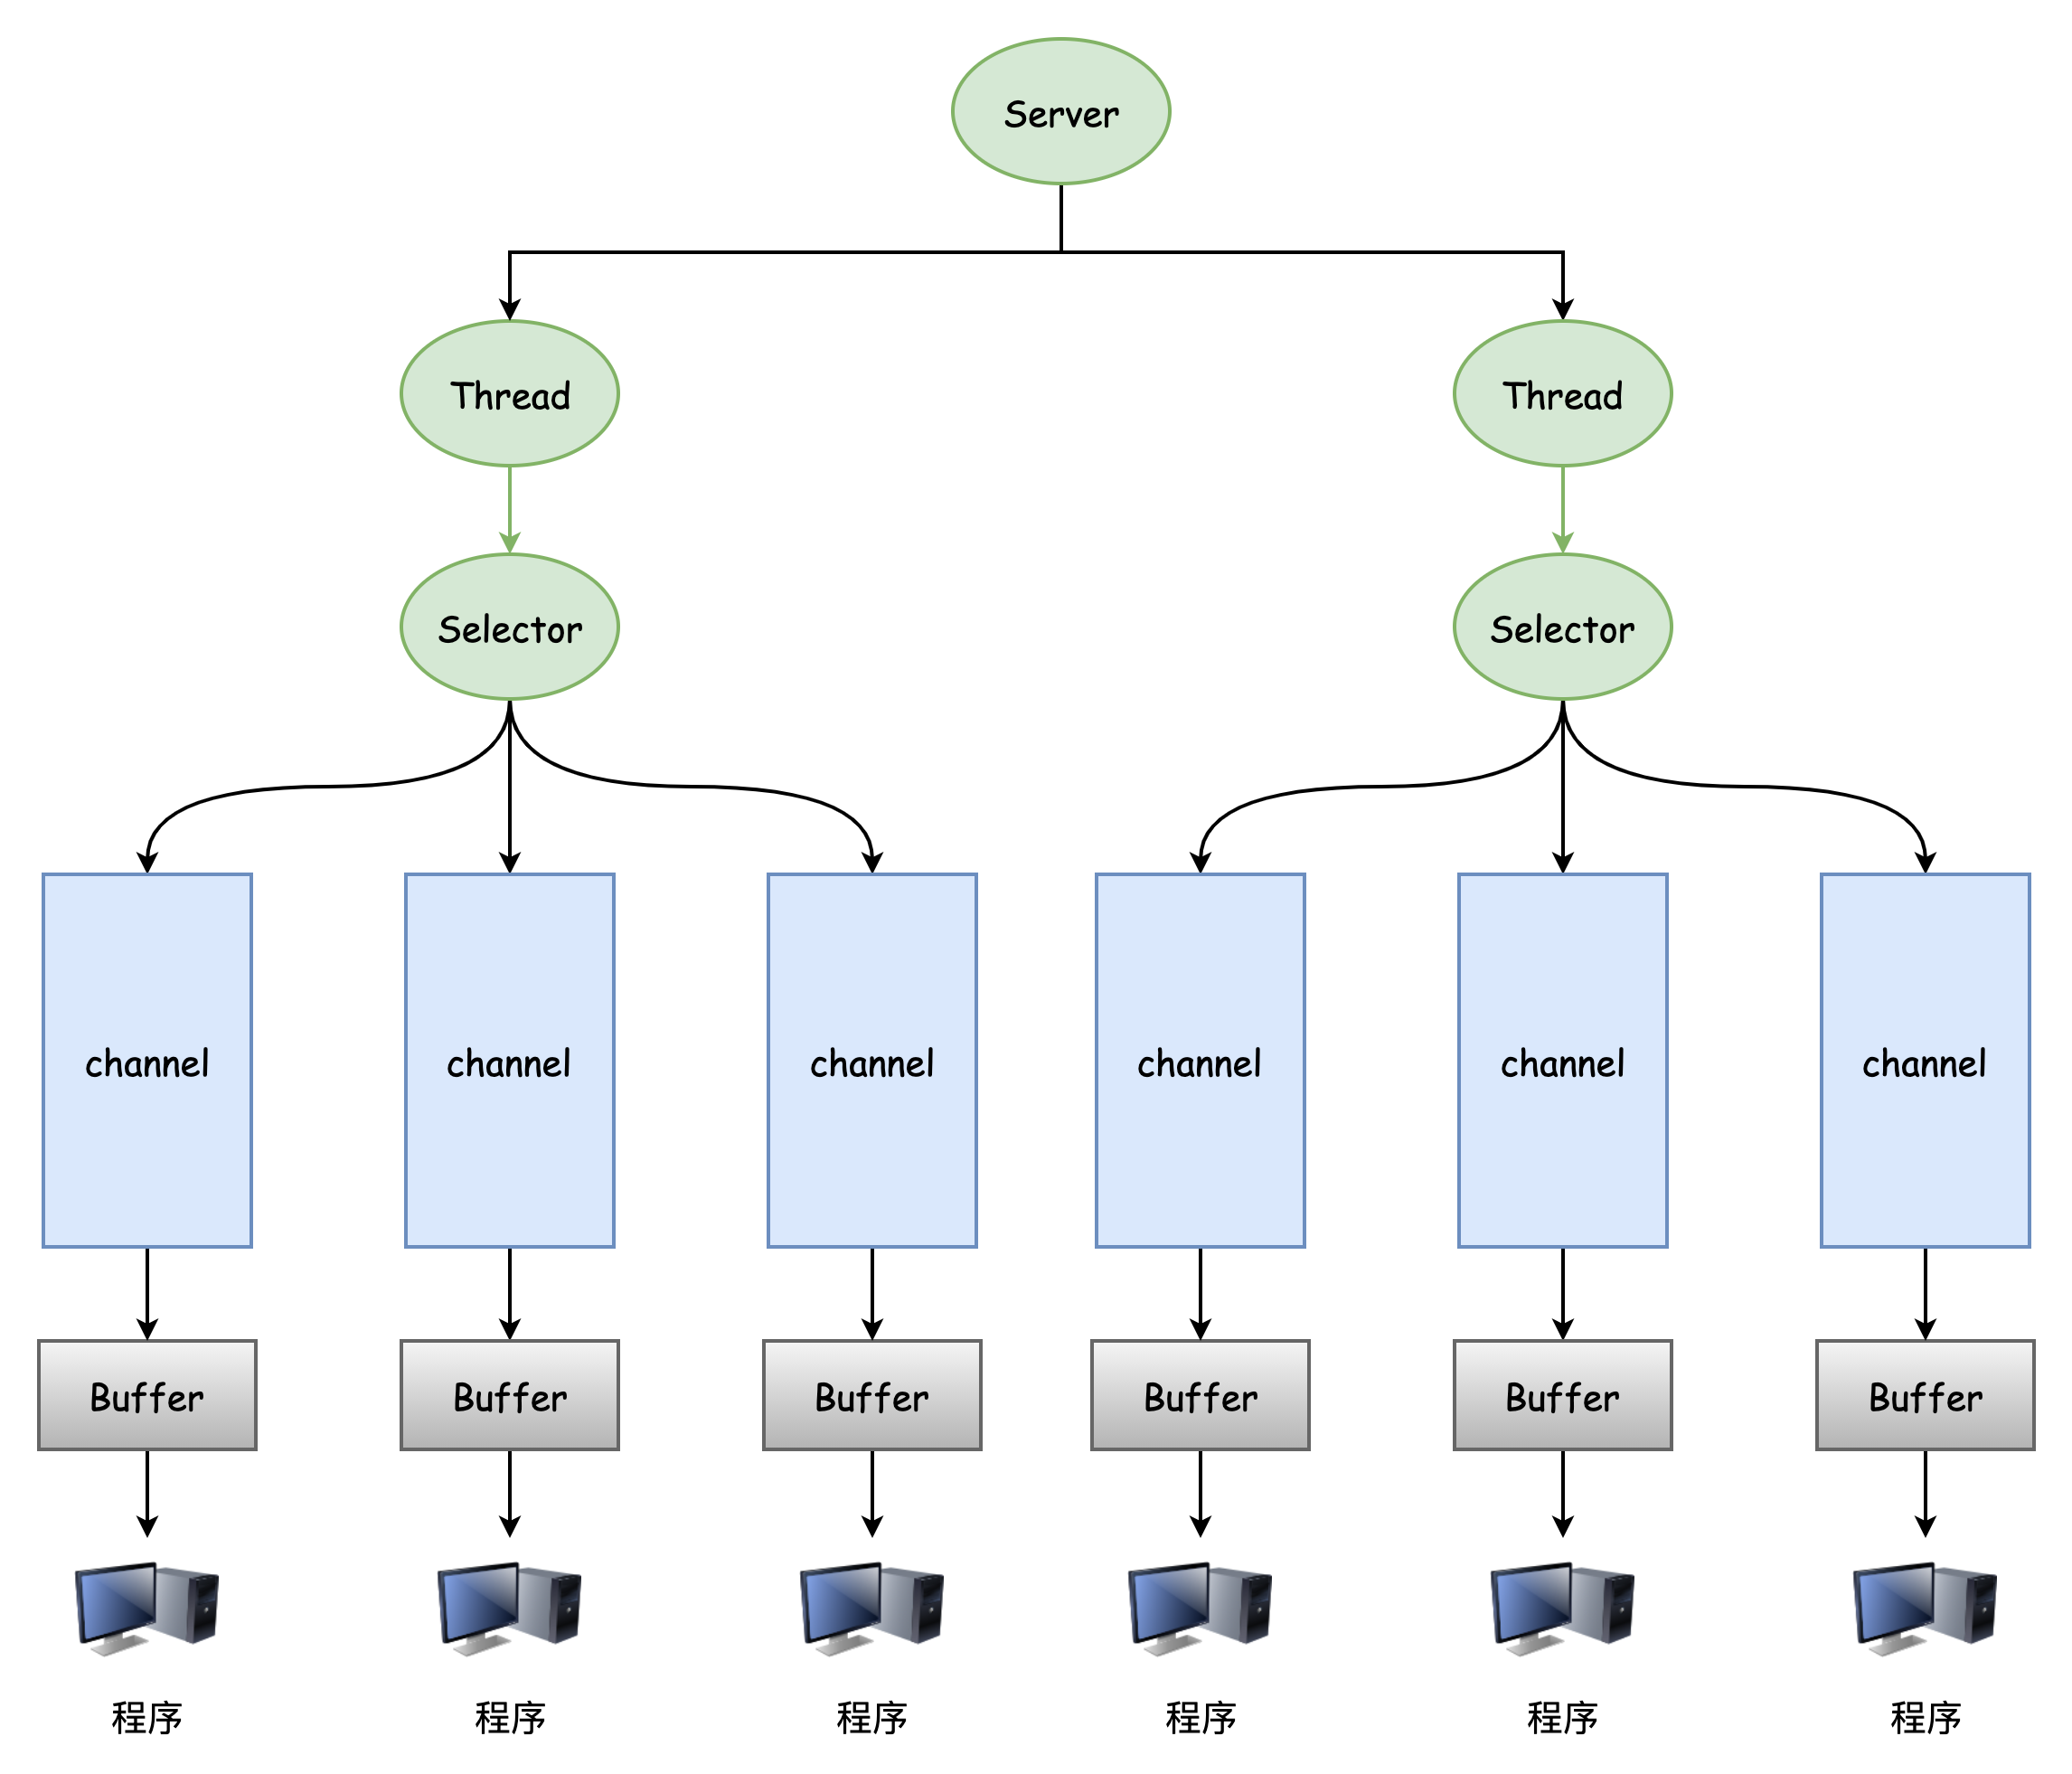 Server
Thread
Thread
Selector
Selector
channel
channel
channel
channel
channel
channel
Buffer
Buffer
Buffer
Buffer
Buffer
Buffer
程序
程序
程序
程序
程序
程序